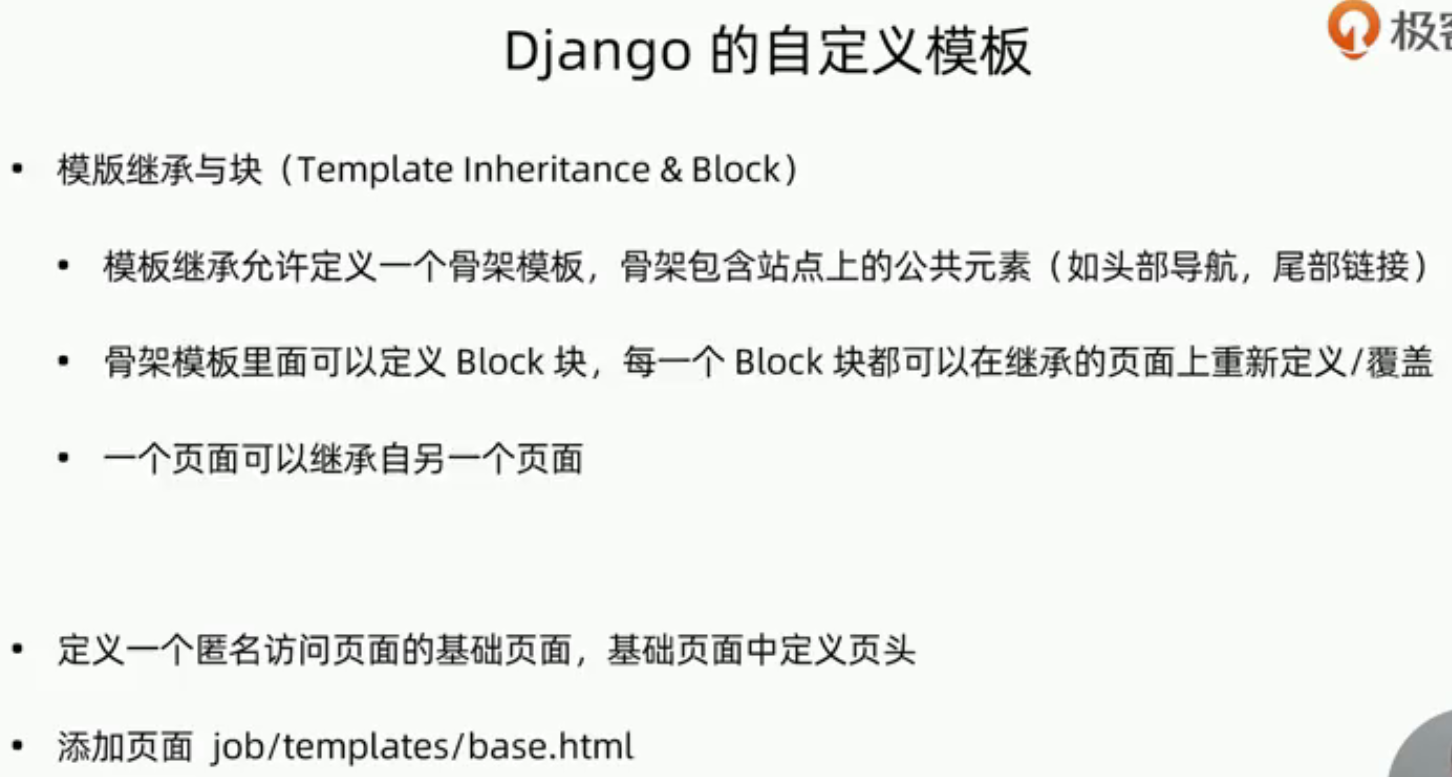 Django 的自定义模板
极客
• 模版继承与块（Template Inheritance & Block）
• 模板继承允许定义一个骨架模板，骨架包含站点上的公共元素（如头部导航，尾部链接）
• 骨架模板里面可以定义 Block 块，每一个 Block 块都可以在继承的页面上重新定义/覆盖
• 一个页面可以继承自另一个页面
• 定义一个匿名访问页面的基础页面，基础页面中定义页头
• 添加页面 job/templates/base.html